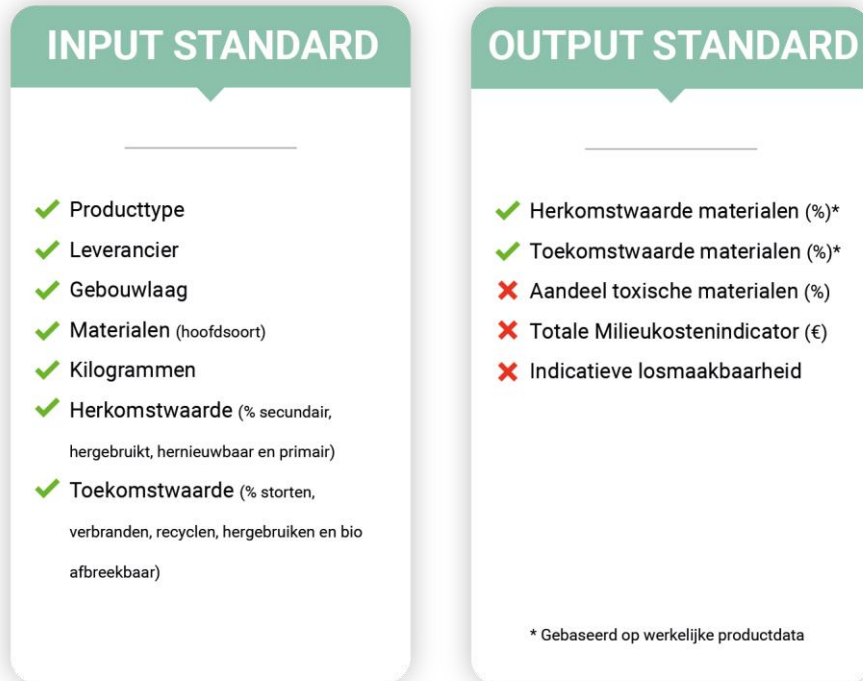 INPUT STANDARD
Producttype
Leverancier
Gebouwlaag
Materialen (hoofdsoort)
Kilogrammen
Herkomstwaarde (% secundair,
hergebruikt, hernieuwbaar en primair)
Toekomstwaarde (% storten,
verbranden, recyclen, hergebruiken en bio
afbreekbaar)
OUTPUT STANDARD
Herkomstwaarde materialen (%)*
Toekomstwaarde materialen (%)*
Aandeel toxische materialen (%)
Totale Milieukostenindicator (€)
Indicatieve losmaakbaarheid
* Gebaseerd op werkelijke productdata